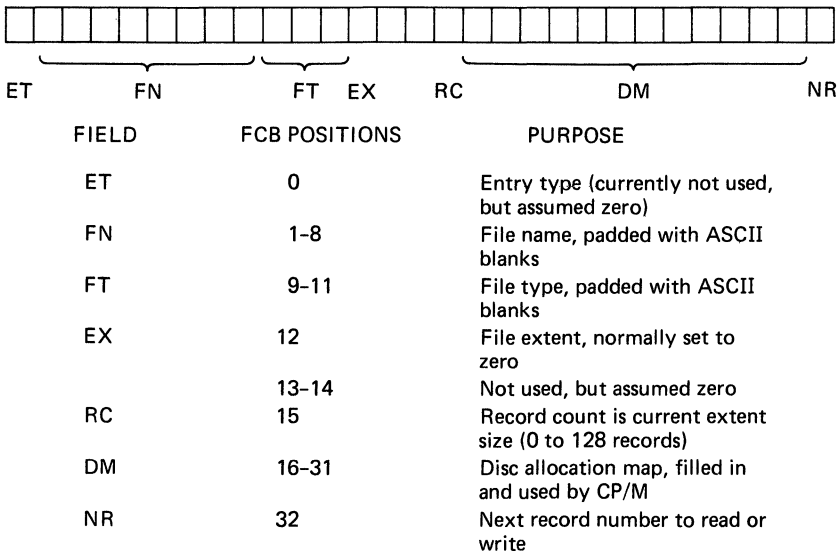 ET FN FT EX RC DM NR
FIELD FCB POSITIONS PURPOSE
ET 0 Entry type (currently not used,
but assumed zero)
FN 1–8 File name, padded with ASCII
blanks
FT 9–11 File type, padded with ASCII
blanks
EX 12 File extent, normally set to
zero
13–14 Not used, but assumed zero
RC 15 Record count is current extent
size (0 to 128 records)
DM 16–31 Disc allocation map, filled in
and used by CP/M
NR 32 Next record number to read or
write